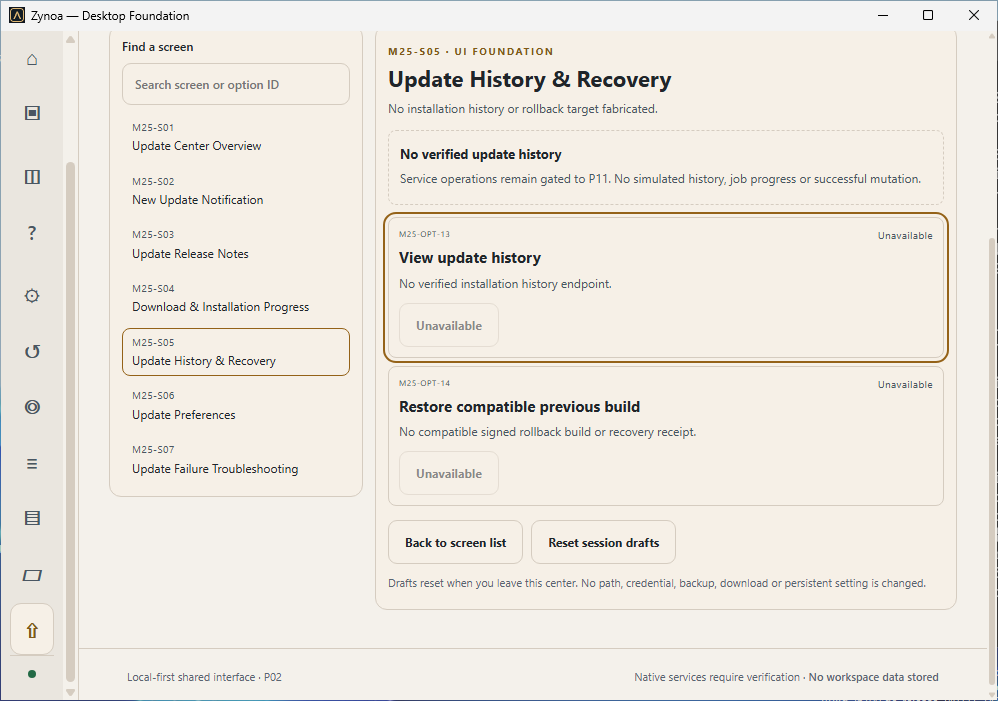 Zynoa — Desktop Foundation
Find a screen
Search screen or option ID
M25-S01
Update Center Overview
M25-S02
New Update Notification
M25-S03
Update Release Notes
M25-S04
Download & Installation Progress
M25-S05
Update History & Recovery
M25-S06
Update Preferences
M25-S07
Update Failure Troubleshooting
M25-S05 · UI FOUNDATION
Update History & Recovery
No installation history or rollback target fabricated.
No verified update history
Service operations remain gated to P11. No simulated history, job progress or successful mutation.
M25-OPT-13
Unavailable
View update history
No verified installation history endpoint.
Unavailable
M25-OPT-14
Unavailable
Restore compatible previous build
No compatible signed rollback build or recovery receipt.
Unavailable
Back to screen list
Reset session drafts
Drafts reset when you leave this center. No path, credential, backup, download or persistent setting is changed.
Local-first shared interface · P02
Native services require verification · No workspace data stored